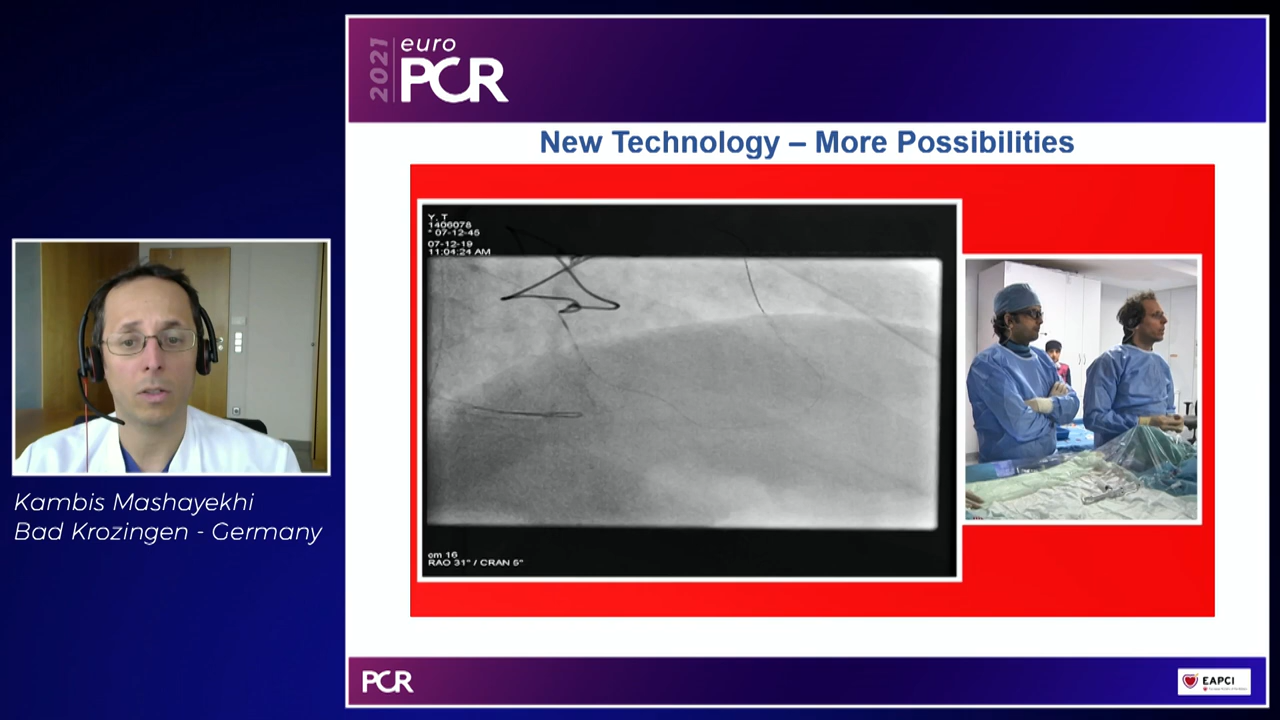 2021
euro
PCR
New Technology – More Possibilities
Y, T
1406078
* 07-12-45
07-12-19
11:04:24 AM
cm 16
RAO 31° / CRAN 5°
Kambis Mashayekhi
Bad Krozingen - Germany
PCR
EAPCI